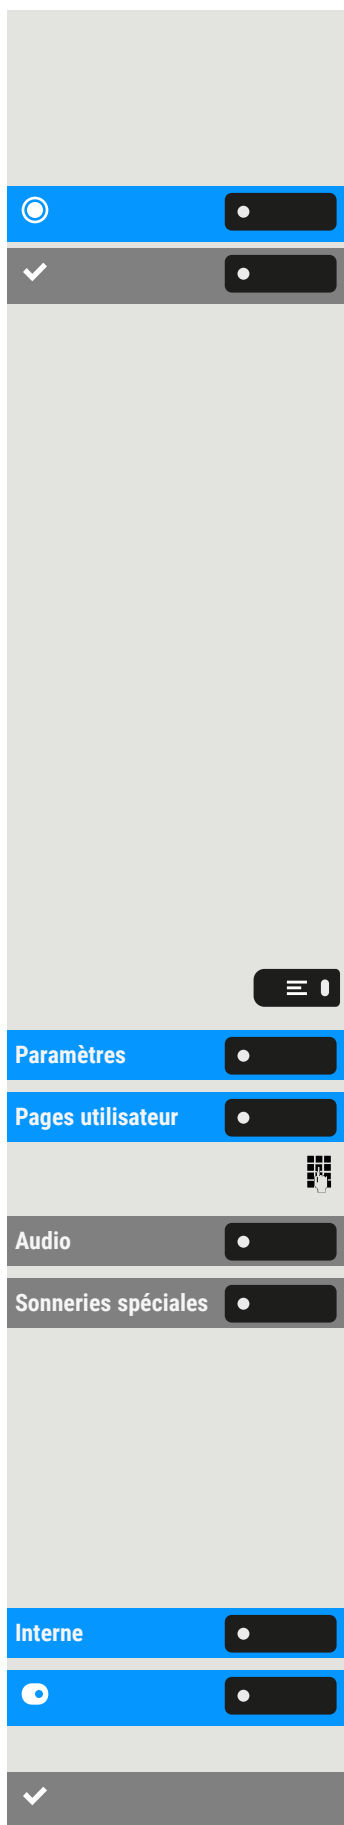 Paramètres
Pages utilisateur
Audio
Sonneries spéciales
Interne